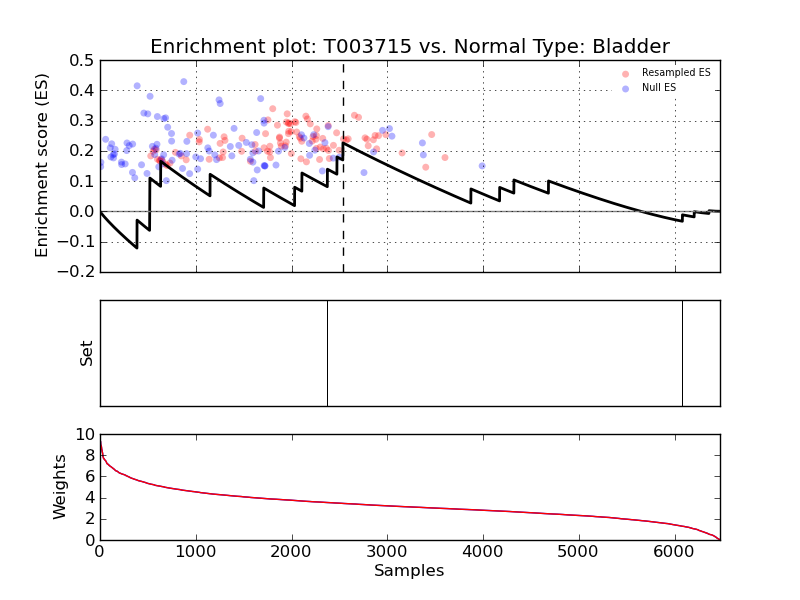 Enrichment plot: T003715 vs. Normal Type: Bladder
Enrichment score (ES)
0.5
0.4
0.3
0.2
0.1
0.0
−0.1
−0.2
Resampled ES
Null ES
Set
Weights
10
8
6
4
2
0
0 1000 2000 3000 4000 5000 6000
Samples